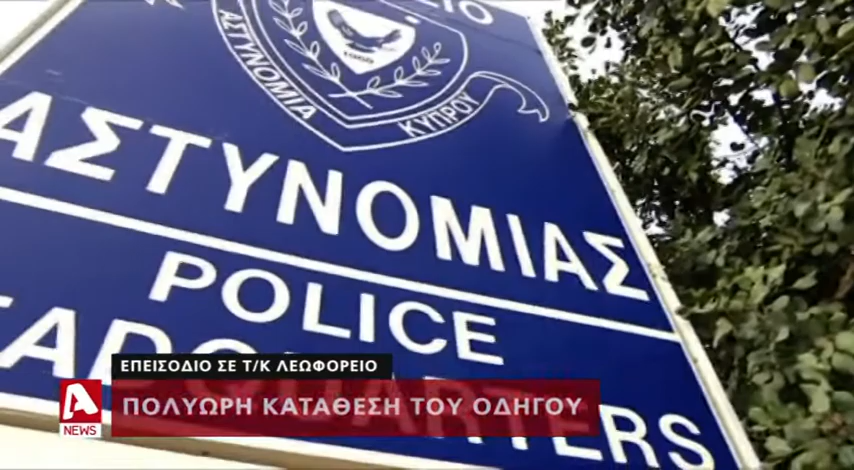 ΑΣΤΥΝΟΜΙΑ
ΚΥΠΡΟΥ
ΑΣΤΥΝΟΜΙΑΣ
POLICE
ΕΠΕΙΣΟΔΙΟ ΣΕ Τ/Κ ΛΕΩΦΟΡΕΙΟ
ΠΟΛΥΩΡΗ ΚΑΤΑΘΕΣΗ ΤΟΥ ΟΔΗΓΟΥ
NEWS